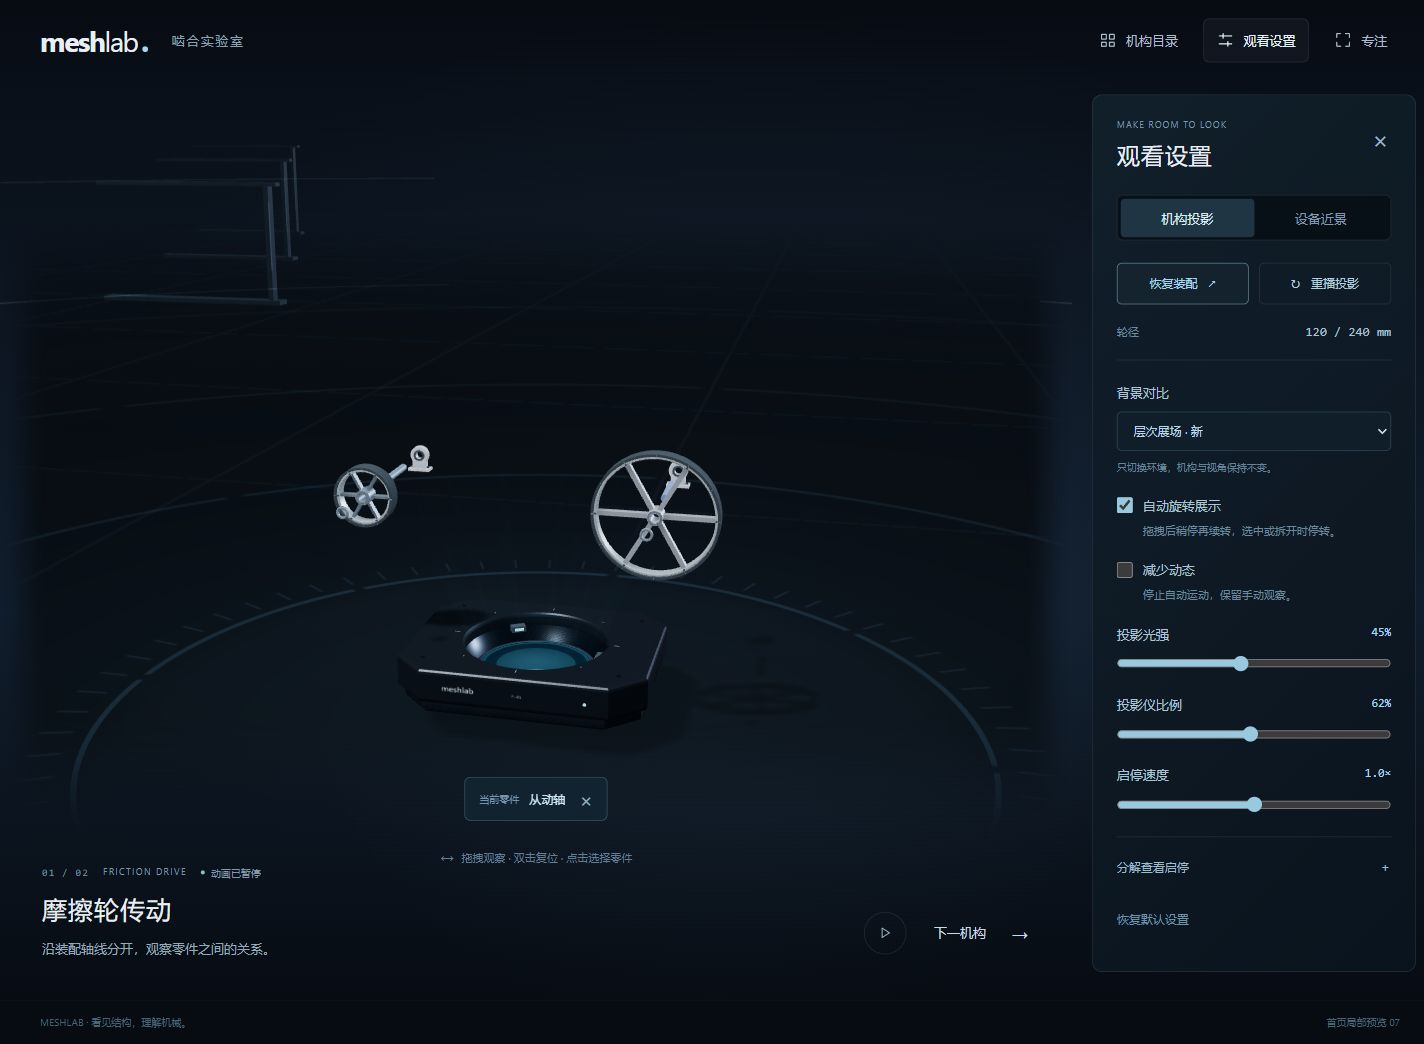 meshlab. 啮合实验室
机构目录
观看设置
专注
MAKE ROOM TO LOOK
观看设置
机构投影
设备近景
恢复装配 ↗
↻ 重播投影
轮径 120 / 240 mm
背景对比
层次展场 · 新
只切换环境，机构与视角保持不变。
自动旋转展示
拖拽后稍停再续转，选中或拆开时停转。
减少动态
停止自动运动，保留手动观察。
投影光强 45%
投影仪比例 62%
启停速度 1.0×
分解查看启停 +
恢复默认设置
meshlab
当前零件 从动轴 ×
↔ 拖拽观察 · 双击复位 · 点击选择零件
01 / 02 FRICTION DRIVE • 动画已暂停
摩擦轮传动
沿装配轴线分开，观察零件之间的关系。
下一机构 →
MESHLAB · 看见结构，理解机械。
首页局部预览 07